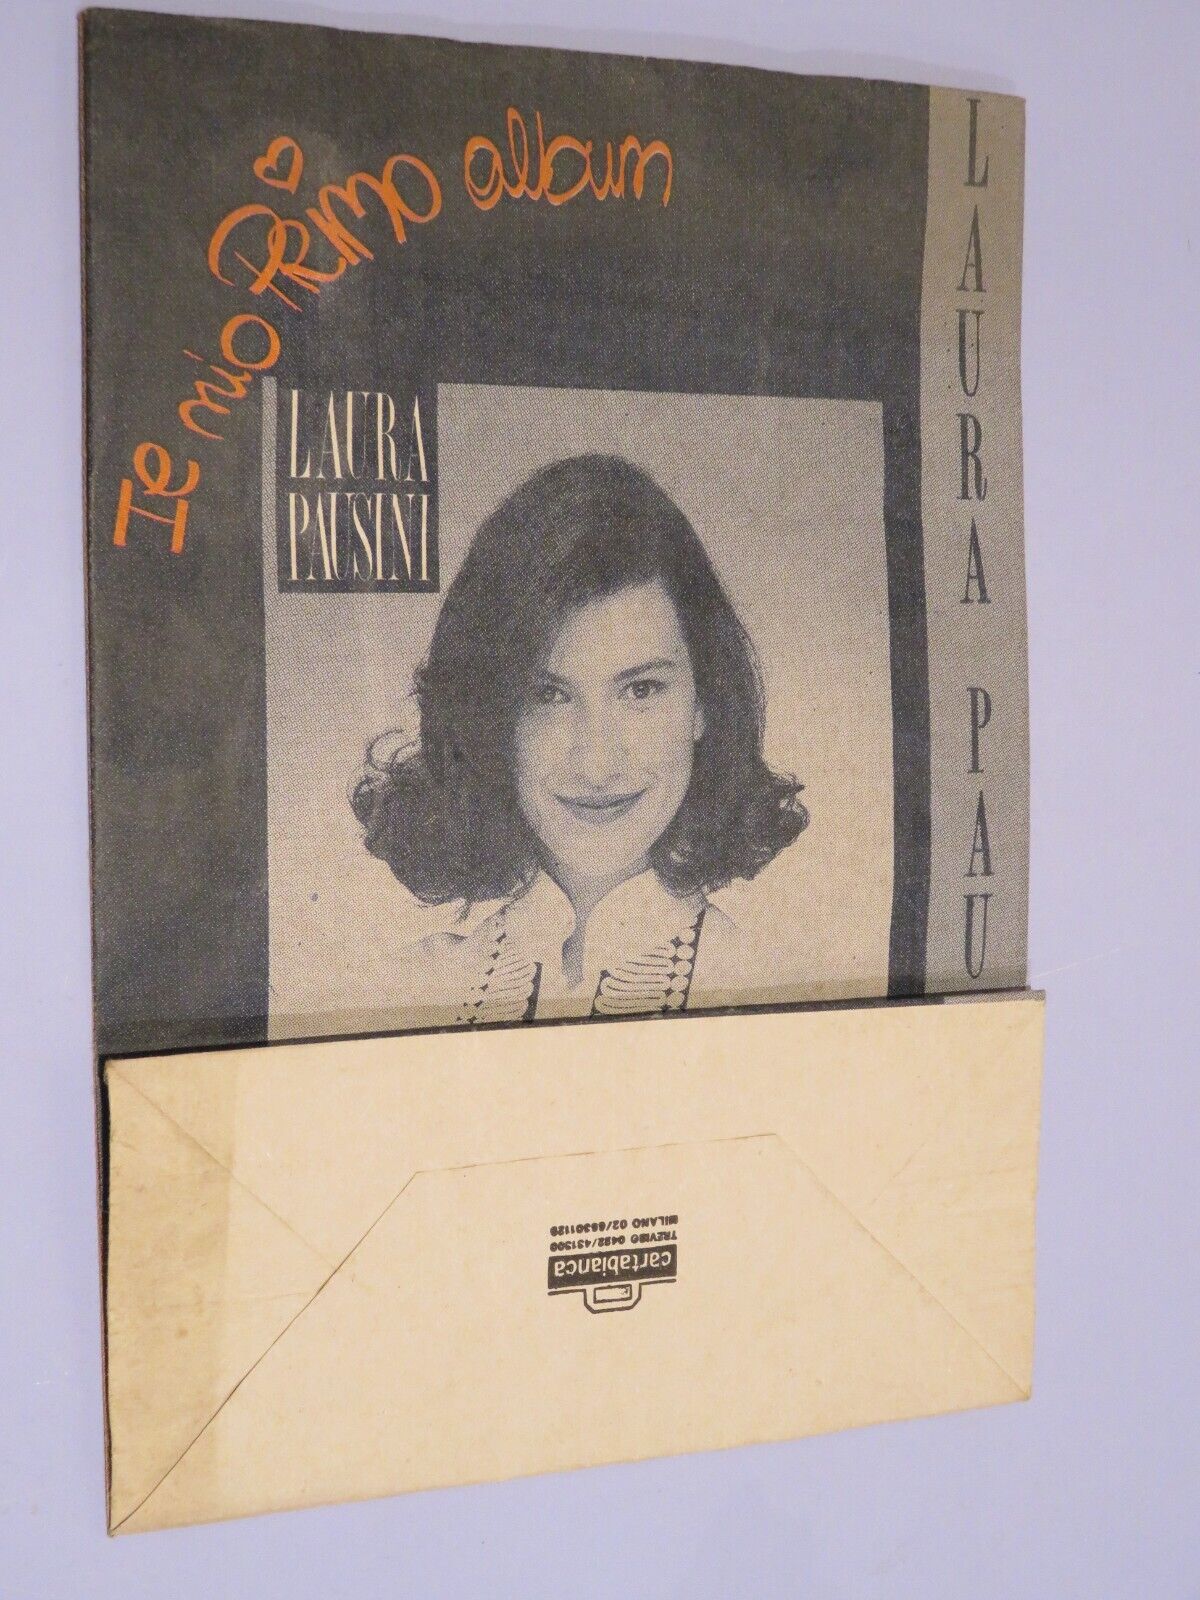 Il mio PRIMO album
LAURA
PAUSINI
LAURA PAU
cartabianca
TREVISO 0422/431300
MILANO 02/66301129